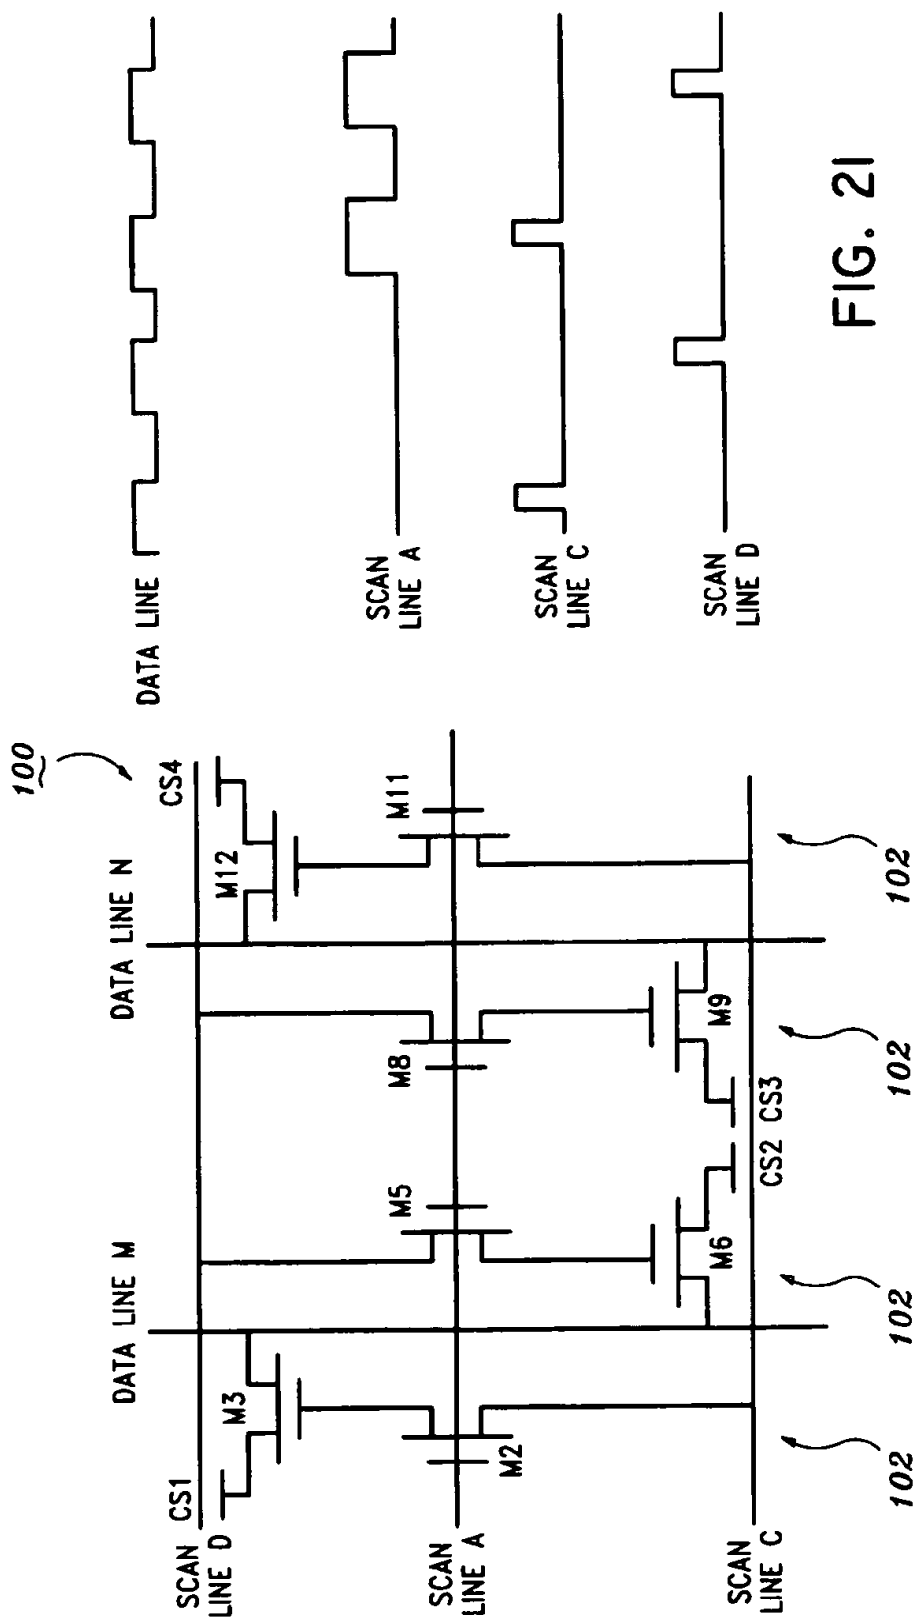 100
DATA LINE M
DATA LINE N
SCAN
LINE D
CS1
M3
M12
CS4
SCAN
LINE A
M2
M5
M8
M11
M6
M9
CS2
CS3
SCAN
LINE C
102
102
102
102
DATA LINE I
SCAN
LINE A
SCAN
LINE C
SCAN
LINE D
FIG. 21